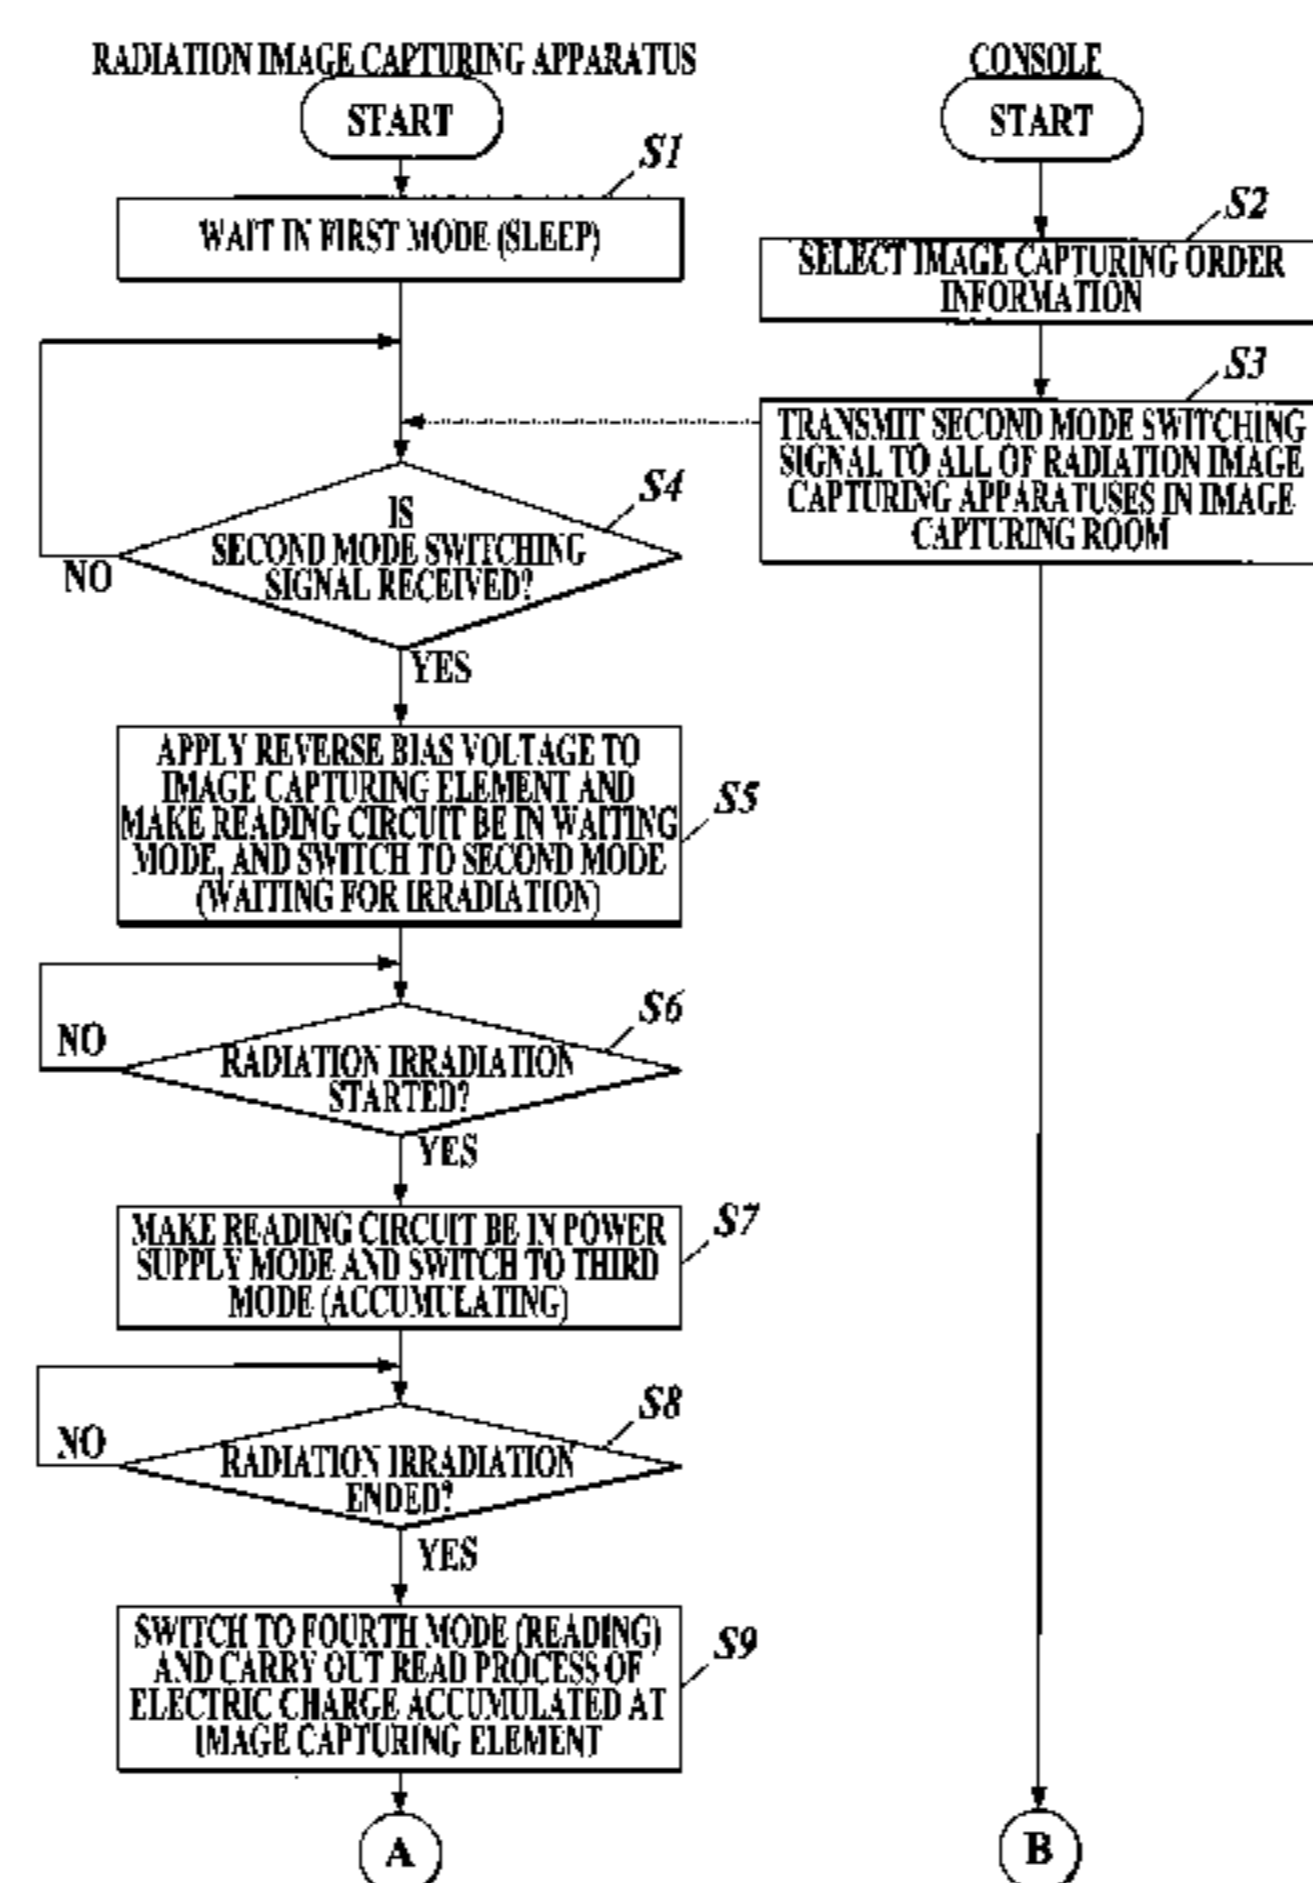 RADIATION IMAGE CAPTURING APPARATUS
START
S1
WAIT IN FIRST MODE (SLEEP)
S4
IS
SECOND MODE SWITCHING
SIGNAL RECEIVED?
NO
YES
APPLY REVERSE BIAS VOLTAGE TO
IMAGE CAPTURING ELEMENT AND
MAKE READING CIRCUIT BE IN WAITING
MODE, AND SWITCH TO SECOND MODE
(WAITING FOR IRRADIATION)
S5
S6
NO
RADIATION IRRADIATION
STARTED?
YES
MAKE READING CIRCUIT BE IN POWER
SUPPLY MODE AND SWITCH TO THIRD
MODE (ACCUMULATING)
S7
S8
NO
RADIATION IRRADIATION
ENDED?
YES
SWITCH TO FOURTH MODE (READING)
AND CARRY OUT READ PROCESS OF
ELECTRIC CHARGE ACCUMULATED AT
IMAGE CAPTURING ELEMENT
S9
A
CONSOLE
START
S2
SELECT IMAGE CAPTURING ORDER
INFORMATION
S3
TRANSMIT SECOND MODE SWITCHING
SIGNAL TO ALL OF RADIATION IMAGE
CAPTURING APPARATUSES IN IMAGE
CAPTURING ROOM
B